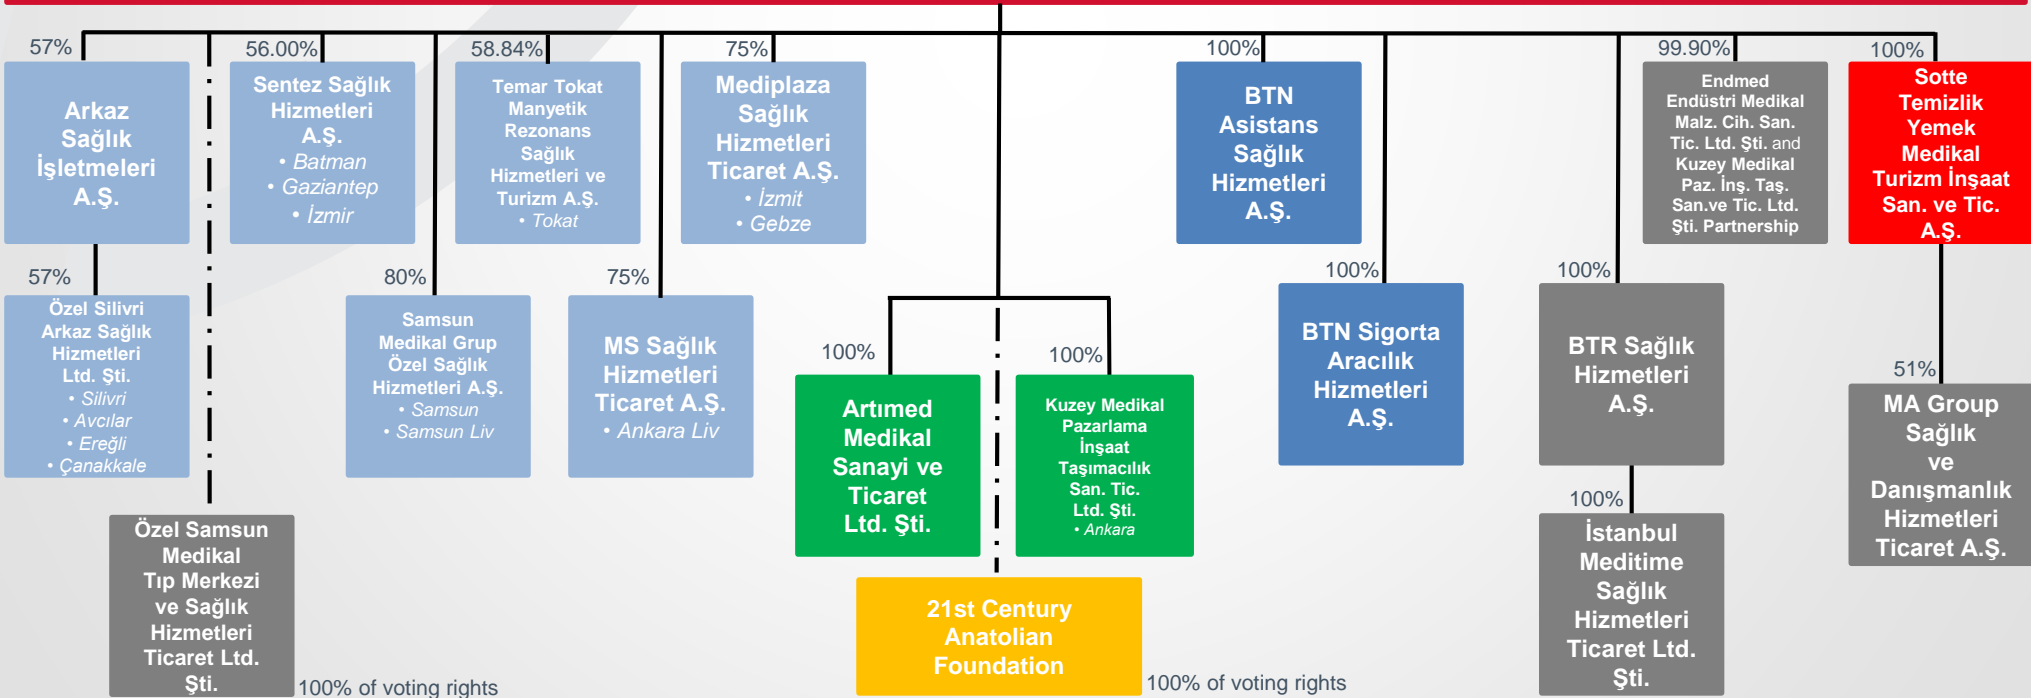 57%
Arkaz
Sağlık
İşletmeleri
A.Ş.
56.00%
Sentez Sağlık
Hizmetleri
A.Ş.
• Batman
• Gaziantep
• İzmir
58.84%
Temar Tokat
Manyetik
Rezonans
Sağlık
Hizmetleri ve
Turizm A.Ş.
• Tokat
75%
Mediplaza
Sağlık
Hizmetleri
Ticaret A.Ş.
• İzmit
• Gebze
100%
BTN
Asistans
Sağlık
Hizmetleri
A.Ş.
99.90%
Endmed
Endüstri Medikal
Malz. Cih. San.
Tic. Ltd. Şti. and
Kuzey Medikal
Paz. İnş. Taş.
San.ve Tic. Ltd.
Şti. Partnership
100%
Sotte
Temizlik
Yemek
Medikal
Turizm İnşaat
San. ve Tic.
A.Ş.
57%
Özel Silivri
Arkaz Sağlık
Hizmetleri
Ltd. Şti.
• Silivri
• Avcılar
• Ereğli
• Çanakkale
80%
Samsun
Medikal Grup
Özel Sağlık
Hizmetleri A.Ş.
• Samsun
• Samsun Liv
75%
MS Sağlık
Hizmetleri
Ticaret A.Ş.
• Ankara Liv
100%
Artımed
Medikal
Sanayi ve
Ticaret
Ltd. Şti.
100%
Kuzey Medikal
Pazarlama
İnşaat
Taşımacılık
San. Tic.
Ltd. Şti.
• Ankara
100%
BTN Sigorta
Aracılık
Hizmetleri
A.Ş.
100%
BTR Sağlık
Hizmetleri
A.Ş.
51%
MA Group
Sağlık
ve
Danışmanlık
Hizmetleri
Ticaret A.Ş.
Özel Samsun
Medikal
Tıp Merkezi
ve Sağlık
Hizmetleri
Ticaret Ltd.
Şti.
100% of voting rights
21st Century
Anatolian
Foundation
100% of voting rights
100%
İstanbul
Meditime
Sağlık
Hizmetleri
Ticaret Ltd.
Şti.